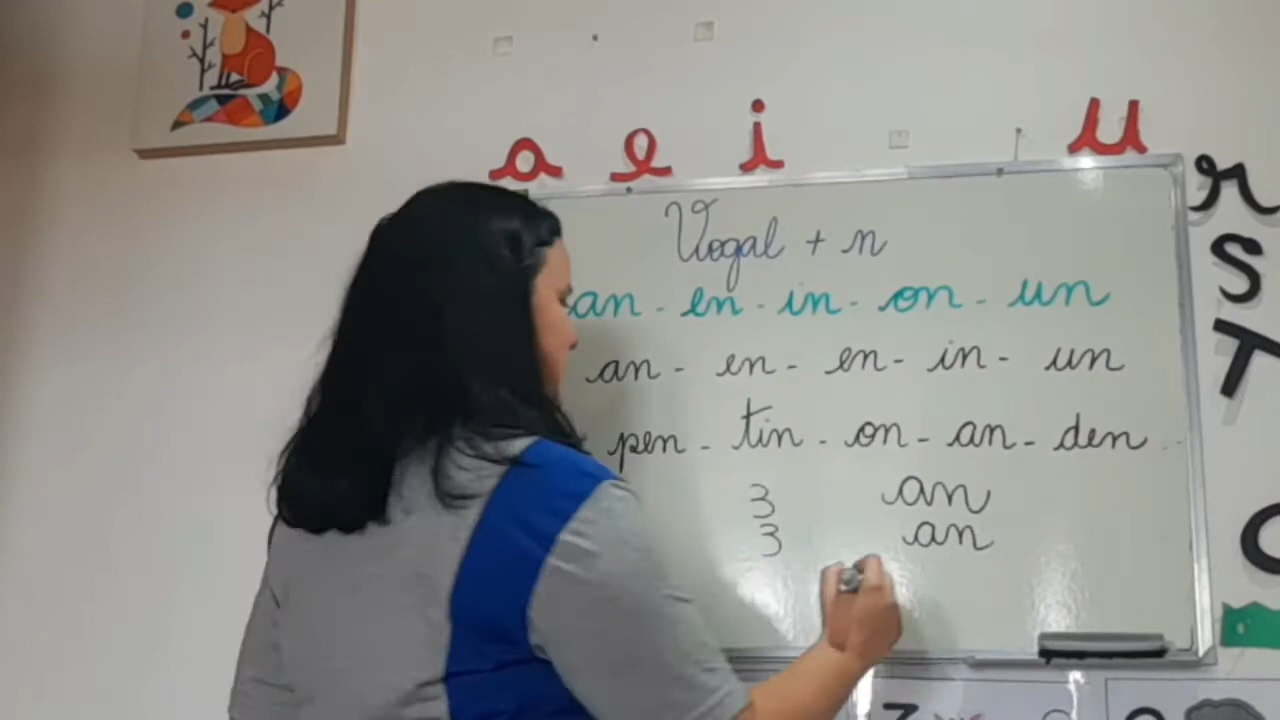 a e i u
r
S
Vogal + n
an - en - in - on - un
T
an - en - en - in - un
pen - tin - on - an - den
3 an
3 an